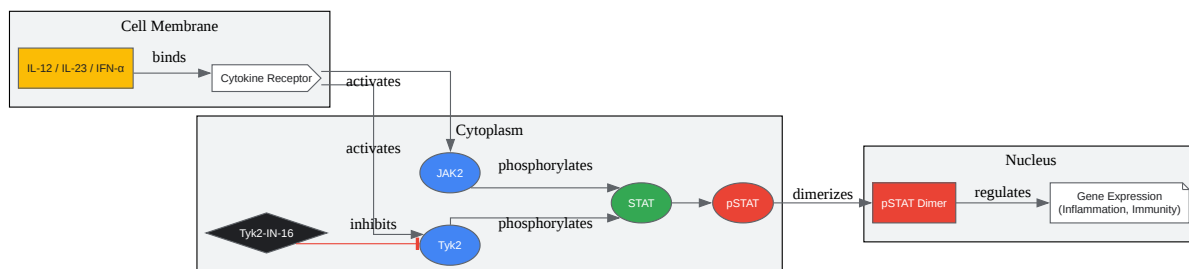 Cell Membrane
IL-12 / IL-23 / IFN-α
binds
Cytokine Receptor
activates
Cytoplasm
activates
JAK2
phosphorylates
STAT
pSTAT
dimerizes
Tyk2-IN-16
inhibits
Tyk2
phosphorylates
Nucleus
pSTAT Dimer
regulates
Gene Expression
(Inflammation, Immunity)